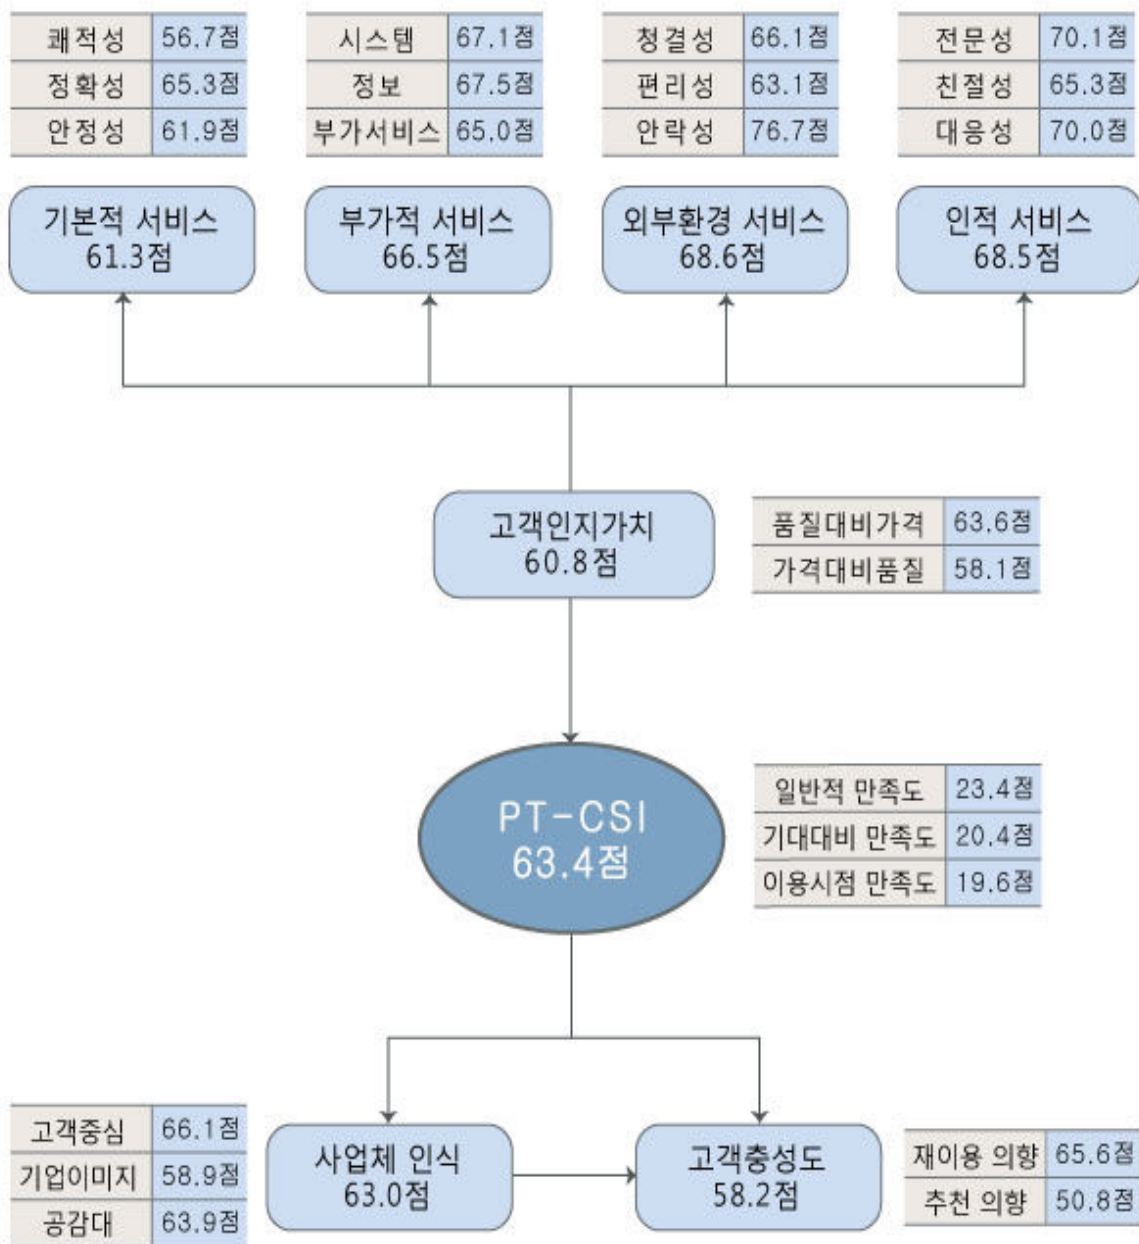 쾌적성 56.7점
정확성 65.3점
안정성 61.9점
시스템 67.1점
정보 67.5점
부가서비스 65.0점
청결성 66.1점
편리성 63.1점
안락성 76.7점
전문성 70.1점
친절성 65.3점
대응성 70.0점
기본적 서비스
61.3점
부가적 서비스
66.5점
외부환경 서비스
68.6점
인적 서비스
68.5점
고객인지가치
60.8점
품질대비가격 63.6점
가격대비품질 58.1점
PT-CSI
63.4점
일반적 만족도 23.4점
기대대비 만족도 20.4점
이용시점 만족도 19.6점
고객중심 66.1점
기업이미지 58.9점
공감대 63.9점
사업체 인식
63.0점
고객충성도
58.2점
재이용 의향 65.6점
추천 의향 50.8점